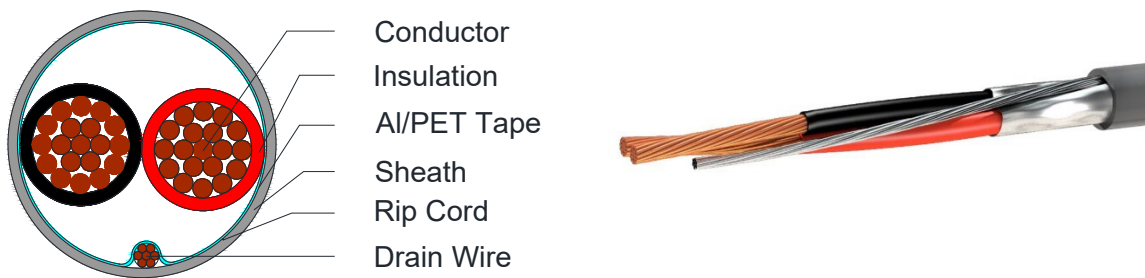 Conductor
Insulation
Al/PET Tape
Sheath
Rip Cord
Drain Wire